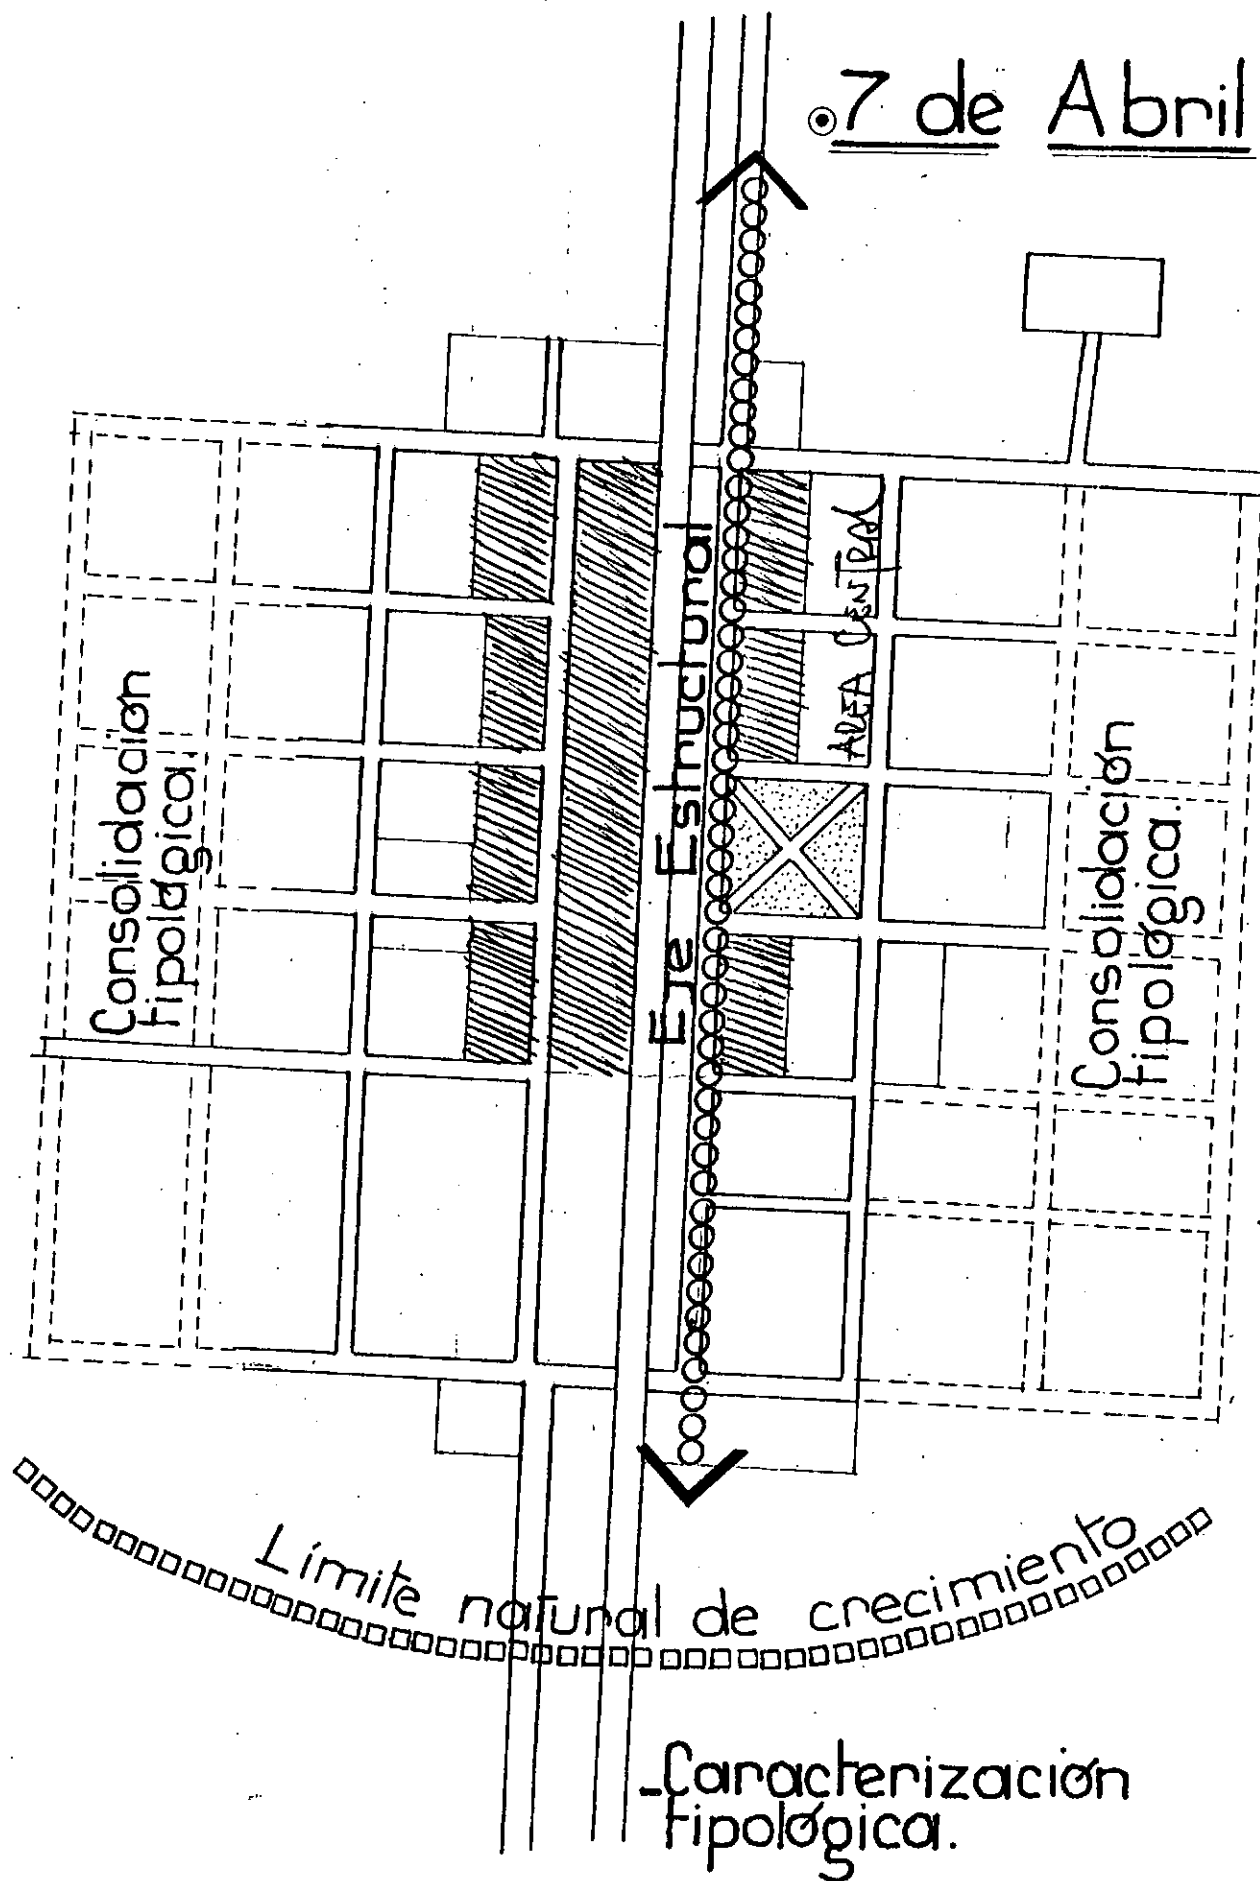 7 de Abril
AREA CENTRAL
Eje Estructural
Consolidación
tipológica.
Consolidación
tipológica.
Límite natural de crecimiento
-Caracterización
tipológica.